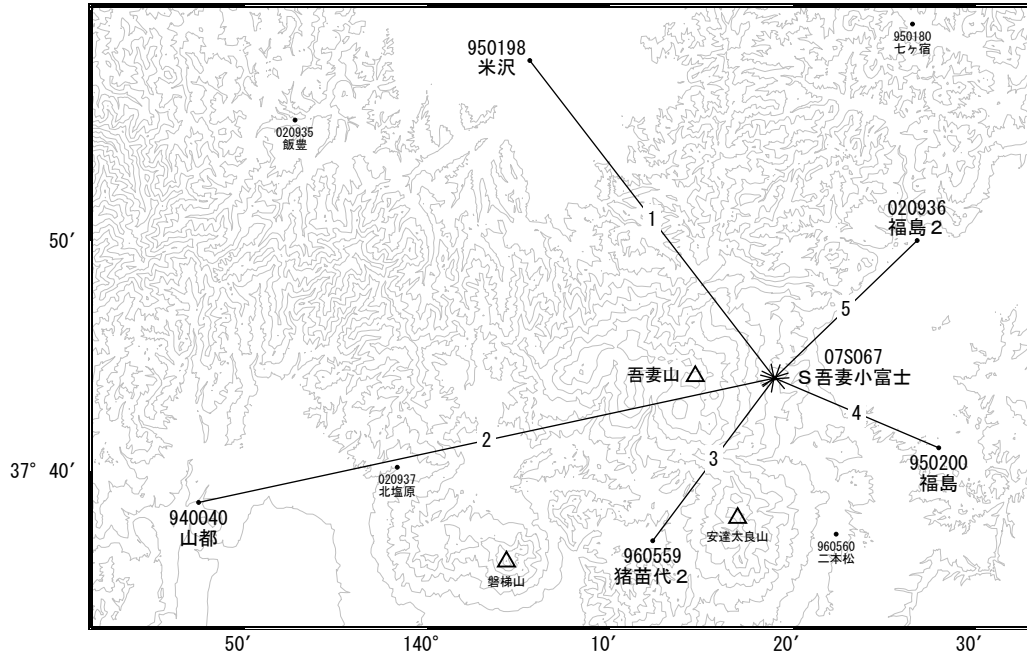 950180
七ヶ宿
950198
米沢
020935
飯豊
1
020936
福島２
50′
5
07S067
Ｓ吾妻小富士
吾妻山
4
2
3
37° 40′
020937
北塩原
950200
福島
940040
山都
安達太良山
960560
二本松
960559
猪苗代２
磐梯山
50′
140°
10′
20′
30′